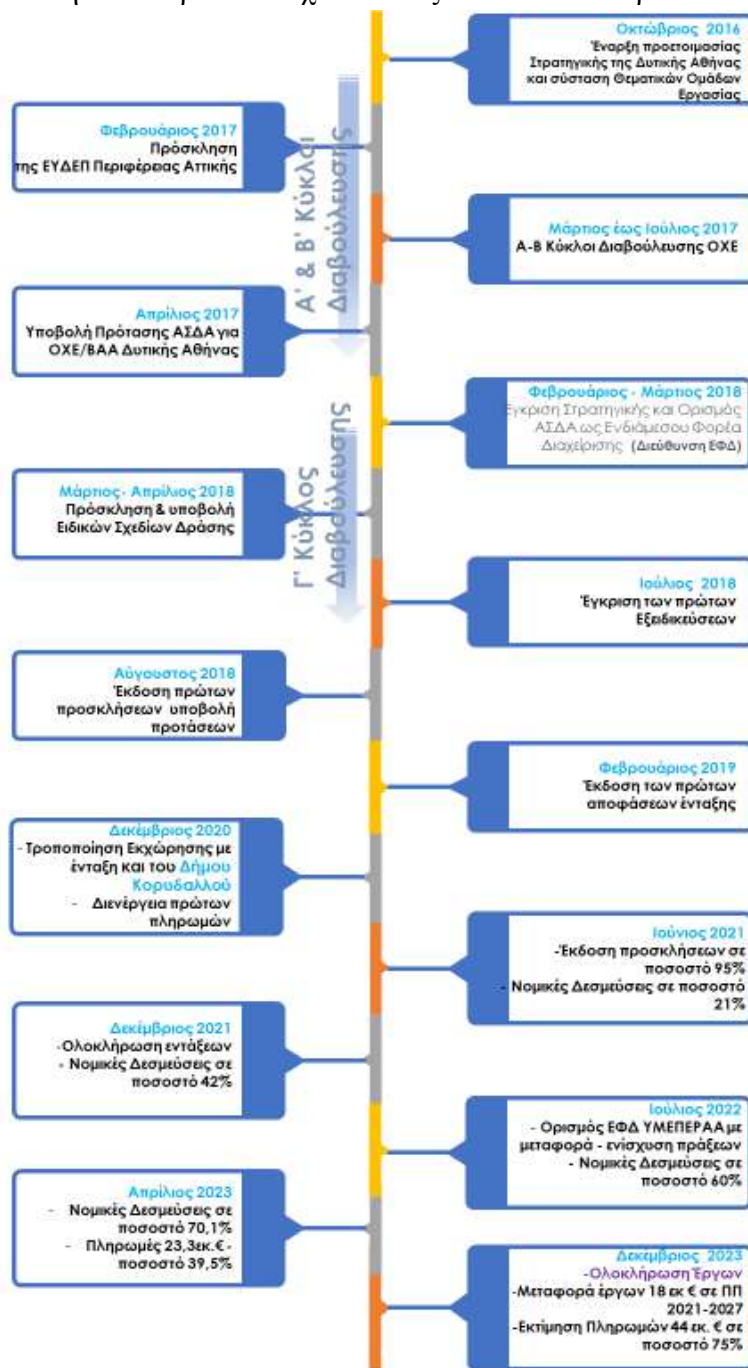 Οκτώβριος 2016
Έναρξη προετοιμασίας
Στρατηγικής της Δυτικής Αθήνας
και σύσταση Θεματικών Ομάδων
Εργασίας
Φεβρουάριος 2017
Πρόσκληση
της ΕΥΔΕΠ Περιφέρειας Αττικής
Α' & Β' Κύκλοι
Διαβούλευσης
Μάρτιος έως Ιούλιος 2017
Α-Β Κύκλοι Διαβούλευσης ΟΧΕ
Απρίλιος 2017
Υποβολή Πρότασης ΑΣΔΑ για
ΟΧΕ/ΒΑΑ Δυτικής Αθήνας
Φεβρουάριος - Μάρτιος 2018
Έγκριση Στρατηγικής και Ορισμός
ΑΣΔΑ ως Ενδιάμεσου Φορέα
Διαχείρισης (Διεύθυνση ΕΦΔ)
Γ' Κύκλος
Διαβούλευσης
Μάρτιος - Απρίλιος 2018
Πρόσκληση & υποβολή
Ειδικών Σχεδίων Δράσης
Ιούλιος 2018
Έγκριση των πρώτων
Εξειδικεύσεων
Αύγουστος 2018
Έκδοση πρώτων
προσκλήσεων υποβολή
προτάσεων
Φεβρουάριος 2019
Έκδοση των πρώτων
αποφάσεων ένταξης
Δεκέμβριος 2020
- Τροποποίηση Εκχώρησης με
ένταξη και του Δήμου
Κορυδαλλού
- Διενέργεια πρώτων
πληρωμών
Ιούνιος 2021
-Έκδοση προσκλήσεων σε
ποσοστό 95%
- Νομικές Δεσμεύσεις σε ποσοστό
21%
Δεκέμβριος 2021
-Ολοκλήρωση εντάξεων
- Νομικές Δεσμεύσεις σε
ποσοστό 42%
Ιούλιος 2022
- Ορισμός ΕΦΔ ΥΜΕΠΕΡΑΑ με
μεταφορά - ενίσχυση πράξεων
- Νομικές Δεσμεύσεις σε
ποσοστό 60%
Απρίλιος 2023
- Νομικές Δεσμεύσεις σε
ποσοστό 70,1%
- Πληρωμές 23,3εκ.€ -
ποσοστό 39,5%
Δεκέμβριος 2023
-Ολοκλήρωση Έργων
-Μεταφορά έργων 18 εκ € σε ΠΠ
2021-2027
-Εκτίμηση Πληρωμών 44 εκ. € σε
ποσοστό 75%